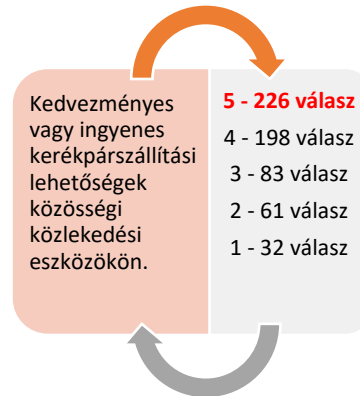 Kedvezményes
vagy ingyenes
kerékpárszállítási
lehetőségek
közösségi
közlekedési
eszközökön.
5 - 226 válasz
4 - 198 válasz
3 - 83 válasz
2 - 61 válasz
1 - 32 válasz